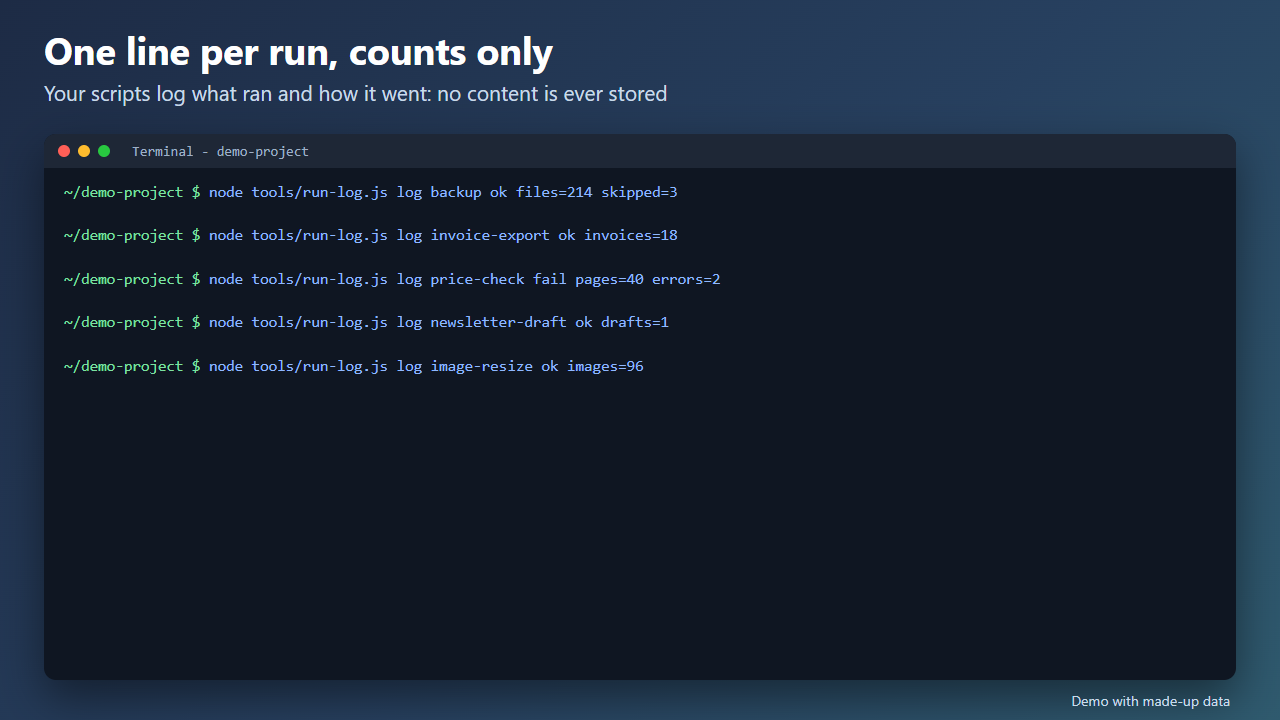 One line per run, counts only
Your scripts log what ran and how it went: no content is ever stored
Terminal - demo-project
~/demo-project $ node tools/run-log.js log backup ok files=214 skipped=3
~/demo-project $ node tools/run-log.js log invoice-export ok invoices=18
~/demo-project $ node tools/run-log.js log price-check fail pages=40 errors=2
~/demo-project $ node tools/run-log.js log newsletter-draft ok drafts=1
~/demo-project $ node tools/run-log.js log image-resize ok images=96
Demo with made-up data